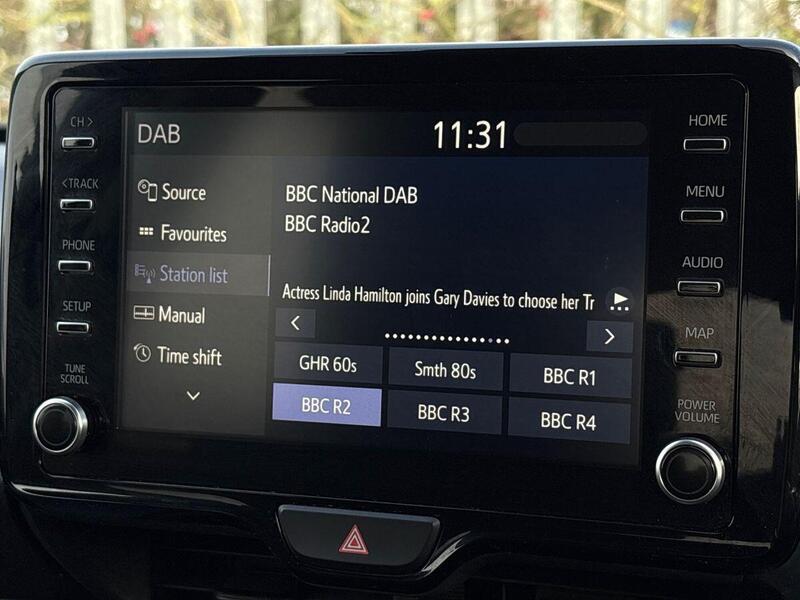 CH >
< TRACK
PHONE
SETUP
TUNE
SCROLL
DAB
11:31
Source
Favourites
Station list
Manual
Time shift
BBC National DAB
BBC Radio2
Actress Linda Hamilton joins Gary Davies to choose her Tr
GHR 60s
Smth 80s
BBC R1
BBC R2
BBC R3
BBC R4
HOME
MENU
AUDIO
MAP
POWER
VOLUME